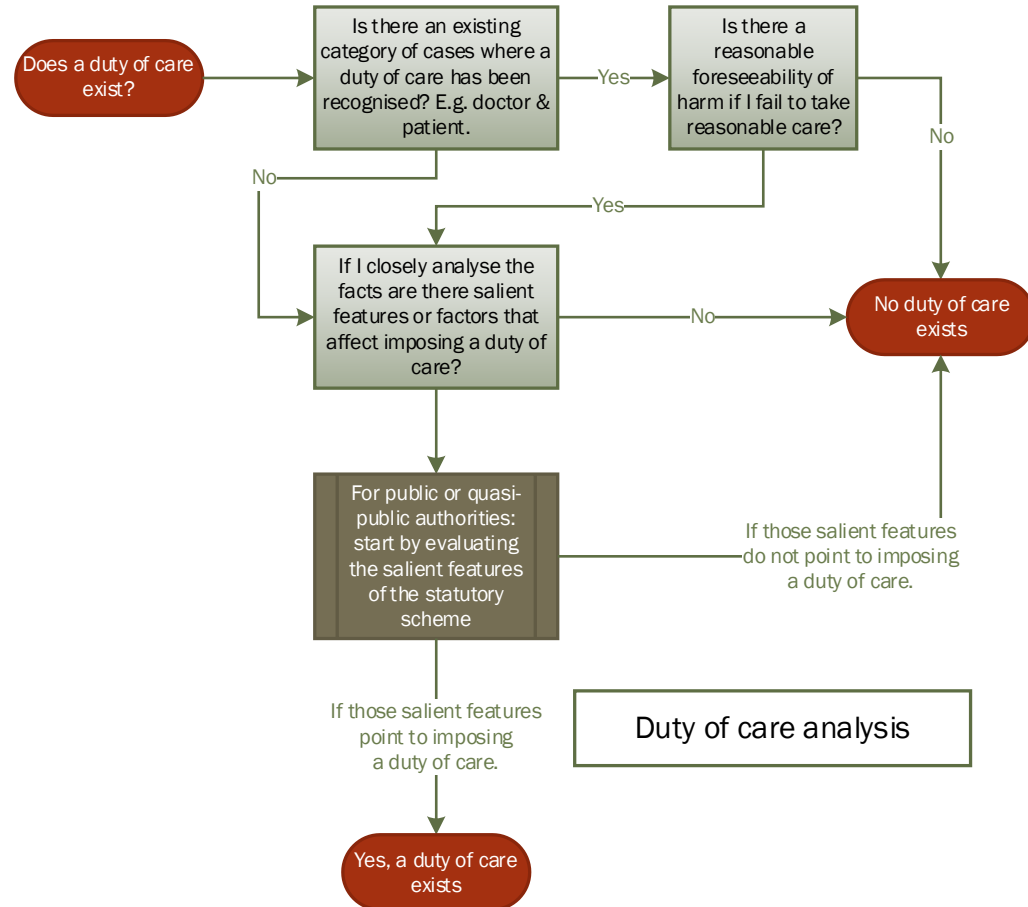 Does a duty of care
exist?
Is there an existing
category of cases where a
duty of care has been
recognised? E.g. doctor &
patient.
Yes
Is there a
reasonable
foreseeability of
harm if I fail to take
reasonable care?
No
No
Yes
If I closely analyse the
facts are there salient
features or factors that
affect imposing a duty of
care?
No
No duty of care
exists
For public or quasi-
public authorities:
start by evaluating
the salient features
of the statutory
scheme
If those salient features
do not point to imposing
a duty of care.
If those salient features
point to imposing
a duty of care.
Duty of care analysis
Yes, a duty of care
exists